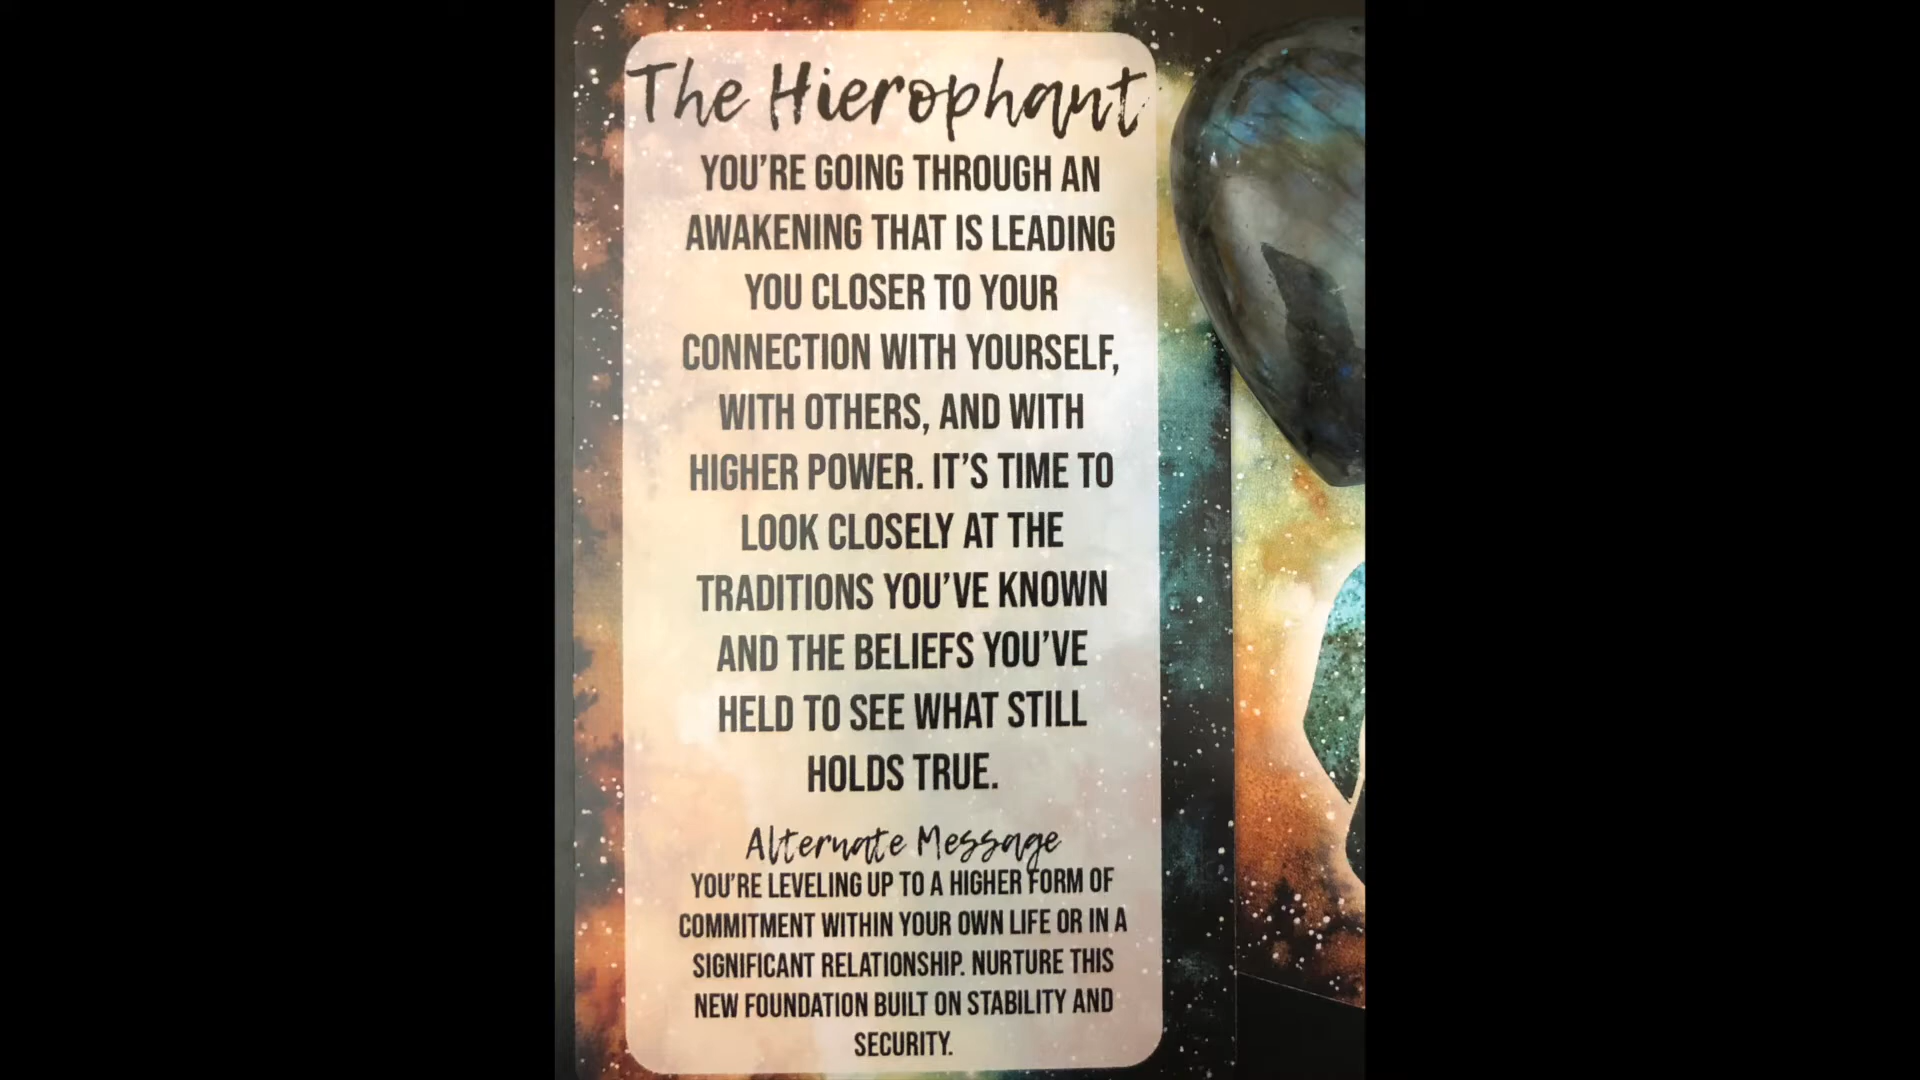 The Hierophant
YOU'RE GOING THROUGH AN
AWAKENING THAT IS LEADING
YOU CLOSER TO YOUR
CONNECTION WITH YOURSELF,
WITH OTHERS, AND WITH
HIGHER POWER. IT'S TIME TO
LOOK CLOSELY AT THE
TRADITIONS YOU'VE KNOWN
AND THE BELIEFS YOU'VE
HELD TO SEE WHAT STILL
HOLDS TRUE.
Alternate Message
YOU'RE LEVELING UP TO A HIGHER FORM OF
COMMITMENT WITHIN YOUR OWN LIFE OR IN A
SIGNIFICANT RELATIONSHIP. NURTURE THIS
NEW FOUNDATION BUILT ON STABILITY AND
SECURITY.